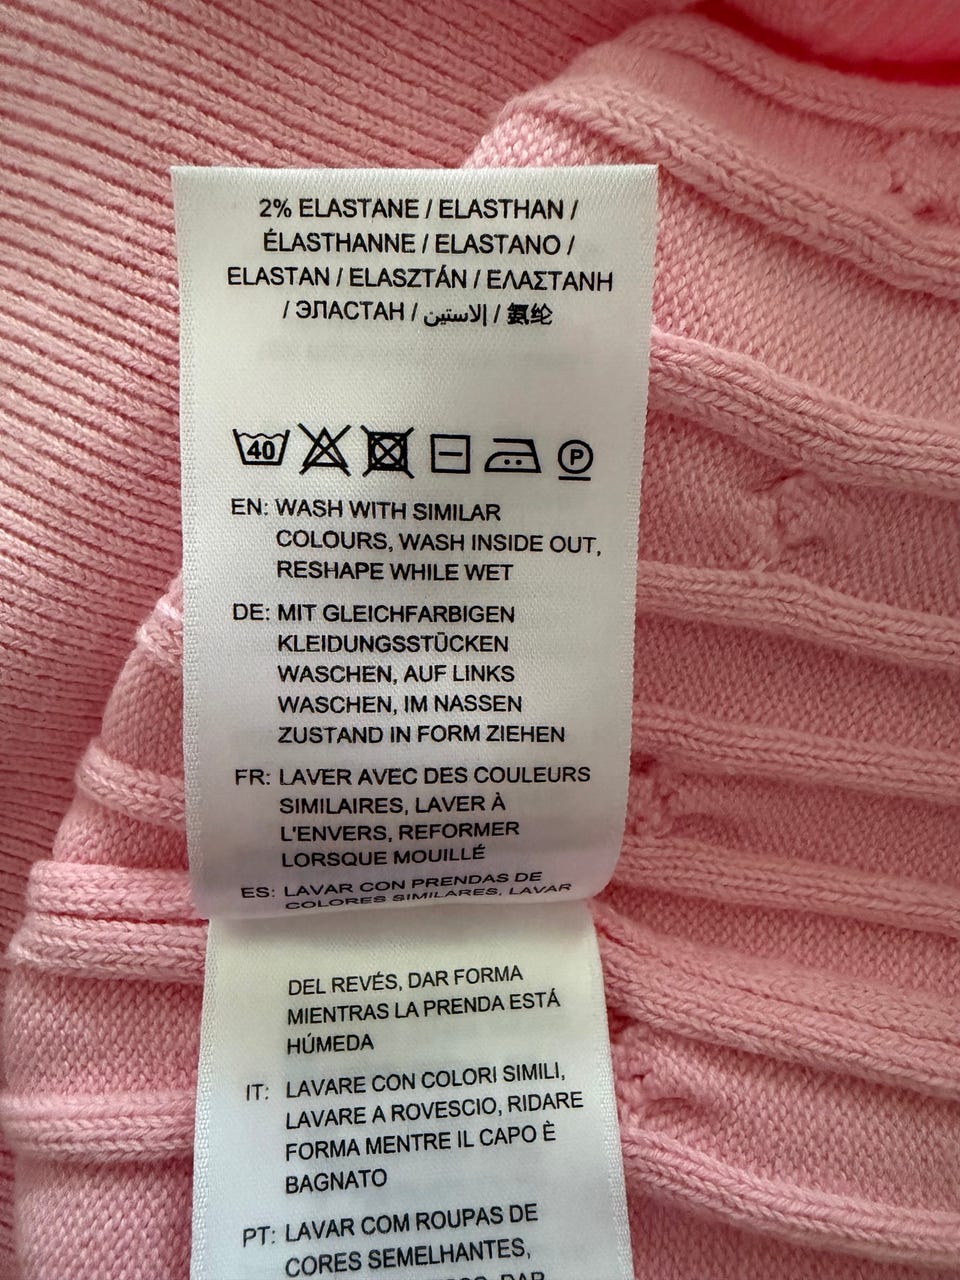 2% ELASTANE / ELASTHAN /
ÉLASTHANNE / ELASTANO /
ELASTAN / ELASZTÁN / ΕΛΑΣΤΑΝΗ
/ ЭЛАСТАН / إلاستين / 氨纶
40 P
EN: WASH WITH SIMILAR
COLOURS, WASH INSIDE OUT,
RESHAPE WHILE WET
DE: MIT GLEICHFARBIGEN
KLEIDUNGSSTÜCKEN
WASCHEN, AUF LINKS
WASCHEN, IM NASSEN
ZUSTAND IN FORM ZIEHEN
FR: LAVER AVEC DES COULEURS
SIMILAIRES, LAVER À
L'ENVERS, REFORMER
LORSQUE MOUILLÉ
ES: LAVAR CON PRENDAS DE
COLORES SIMILARES, LAVAR
DEL REVÉS, DAR FORMA
MIENTRAS LA PRENDA ESTÁ
HÚMEDA
IT: LAVARE CON COLORI SIMILI,
LAVARE A ROVESCIO, RIDARE
FORMA MENTRE IL CAPO È
BAGNATO
PT: LAVAR COM ROUPAS DE
CORES SEMELHANTES,
DAR